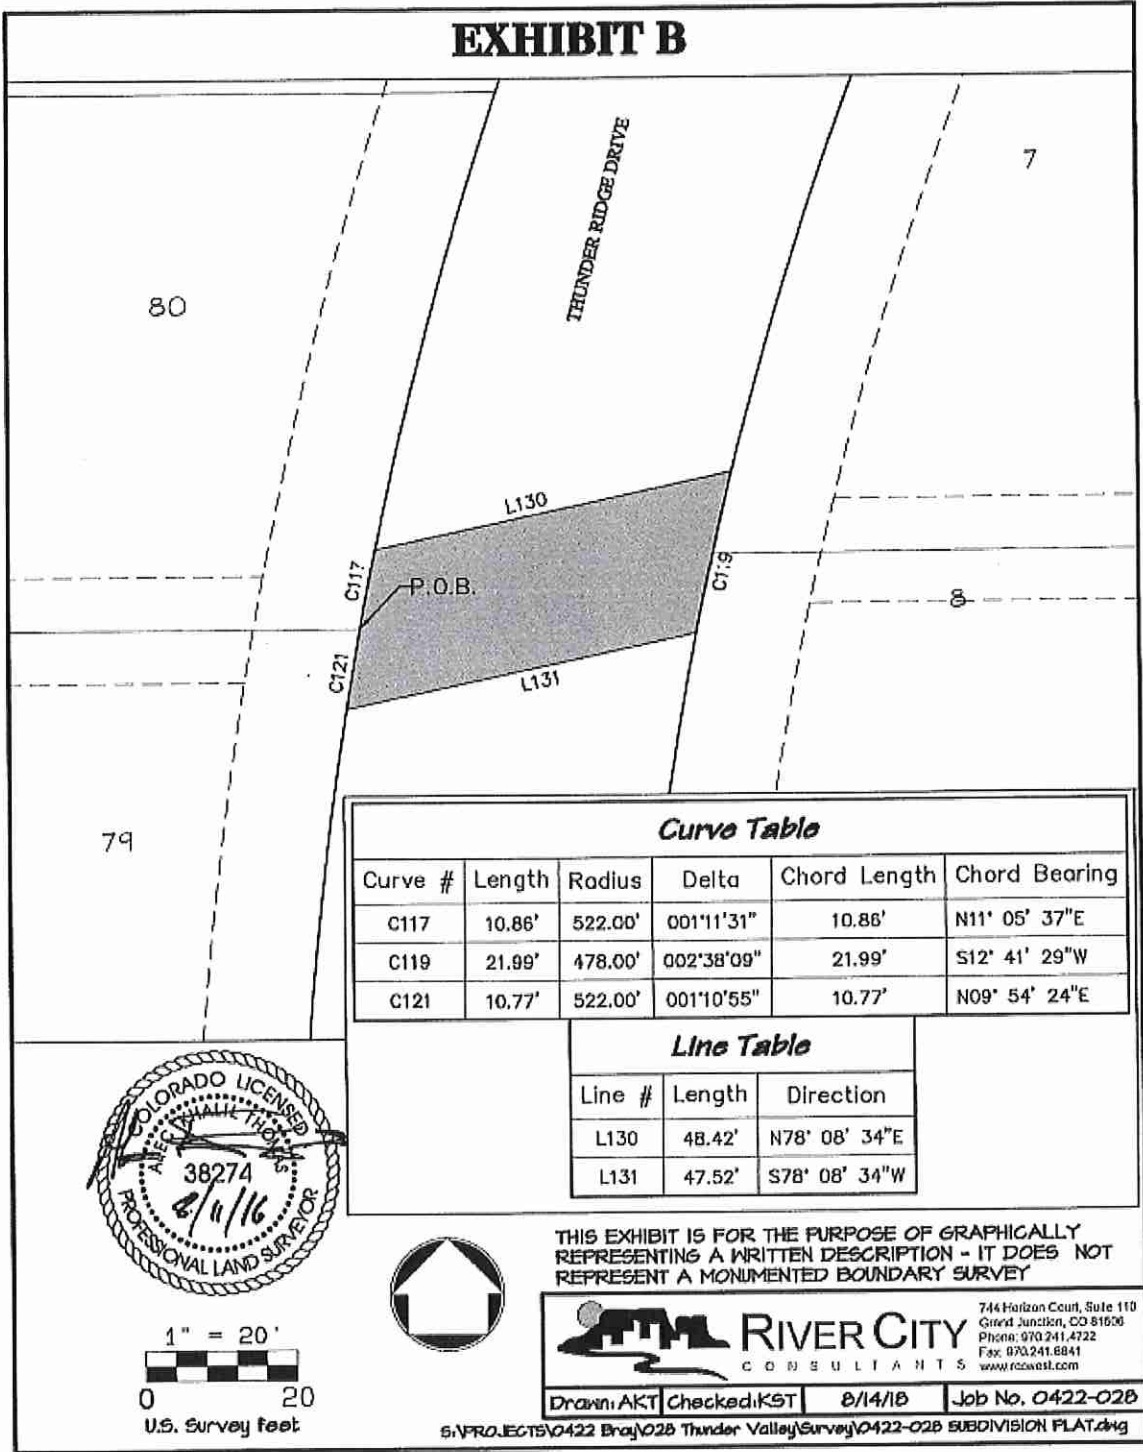 EXHIBIT B
THUNDER RIDGE DRIVE
7
80
L130
C117
P.O.B.
C119
8
C121
L131
79
Curve Table
Curve # Length Radius Delta Chord Length Chord Bearing
C117 10.86' 522.00' 001°11'31" 10.86' N11° 05' 37"E
C119 21.99' 478.00' 002°38'09" 21.99' S12° 41' 29"W
C121 10.77' 522.00' 001°10'55" 10.77' N09° 54' 24"E
Line Table
Line # Length Direction
L130 48.42' N78° 08' 34"E
L131 47.52' S78° 08' 34"W
COLORADO LICENSED
ALEC KHALIL THOMAS
38274
PROFESSIONAL LAND SURVEYOR
THIS EXHIBIT IS FOR THE PURPOSE OF GRAPHICALLY
REPRESENTING A WRITTEN DESCRIPTION - IT DOES NOT
REPRESENT A MONUMENTED BOUNDARY SURVEY
1" = 20'
0 20
U.S. Survey feet
RIVER CITY
CONSULTANTS
744 Horizon Court, Suite 110
Grand Junction, CO 81506
Phone: 970.241.4722
Fax: 970.241.8841
www.rccwest.com
Drawn: AKT Checked: KST 8/14/18 Job No. 0422-028
S:\PROJECTS\0422 Bray\028 Thunder Valley\Survey\0422-028 SUBDIVISION PLAT.dwg